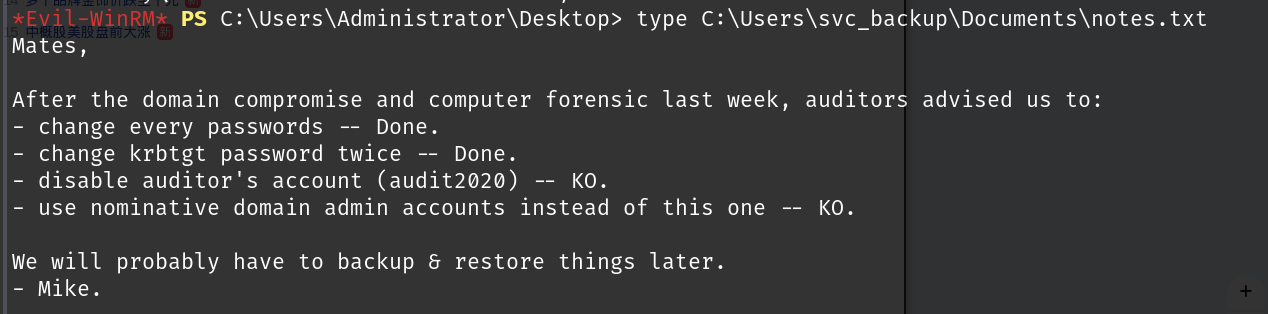 *Evil-WinRM* PS C:\Users\Administrator\Desktop> type C:\Users\svc_backup\Documents\notes.txt
Mates,
After the domain compromise and computer forensic last week, auditors advised us to:
- change every passwords -- Done.
- change krbtgt password twice -- Done.
- disable auditor's account (audit2020) -- KO.
- use nominative domain admin accounts instead of this one -- KO.
We will probably have to backup & restore things later.
- Mike.
+